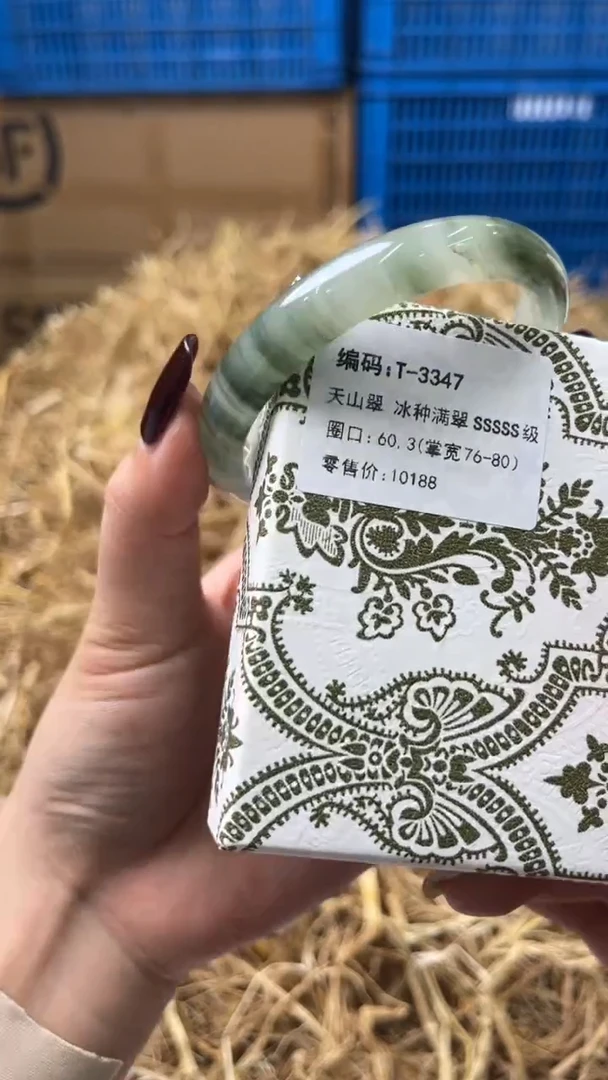 F)
编码:T-3347
天山翠 冰种满翠SSSSS级
圈口:60.3(掌宽76-80)
零售价:10188